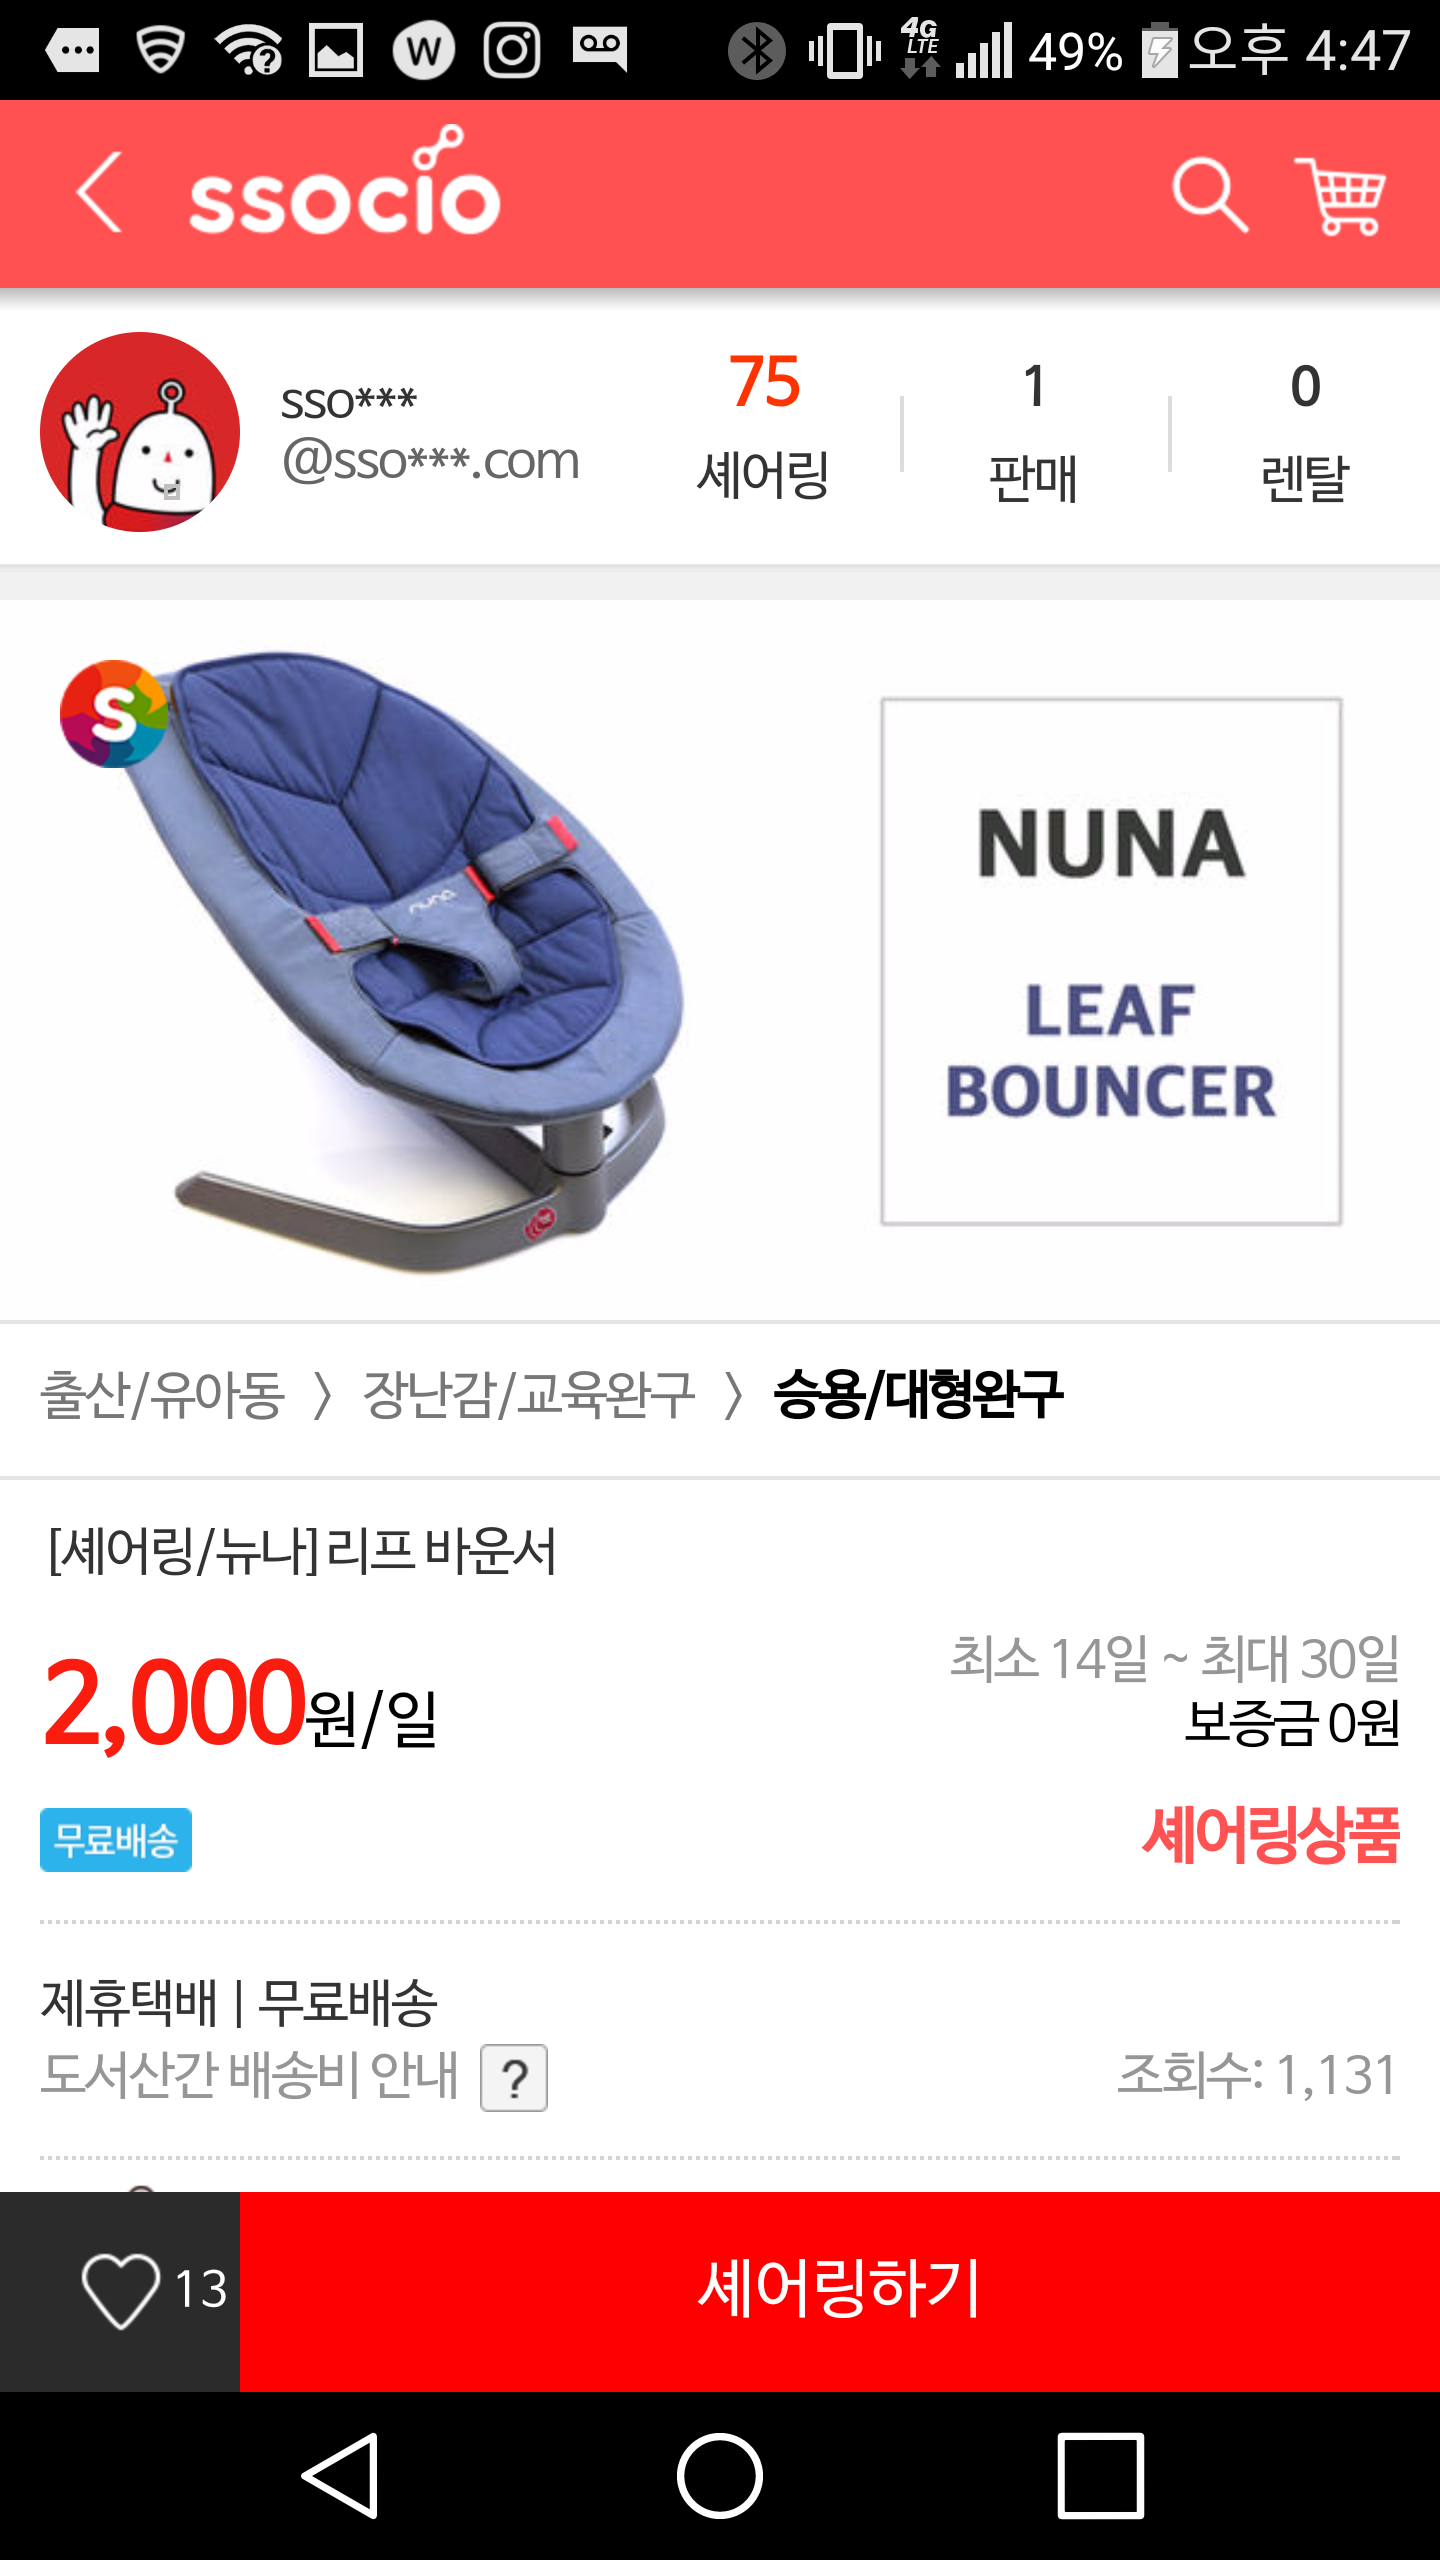 4G LTE 49% 오후 4:47
ssocio
sso*** 75 1 0
@sso***.com 셰어링 판매 렌탈
S
nuna
NUNA
LEAF
BOUNCER
출산/유아동 〉 장난감/교육완구 〉 승용/대형완구
[셰어링/뉴나]리프 바운서
최소 14일 ~ 최대 30일
2,000원/일 보증금 0원
무료배송 셰어링상품
제휴택배 | 무료배송
도서산간 배송비 안내 ? 조회수: 1,131
13 셰어링하기